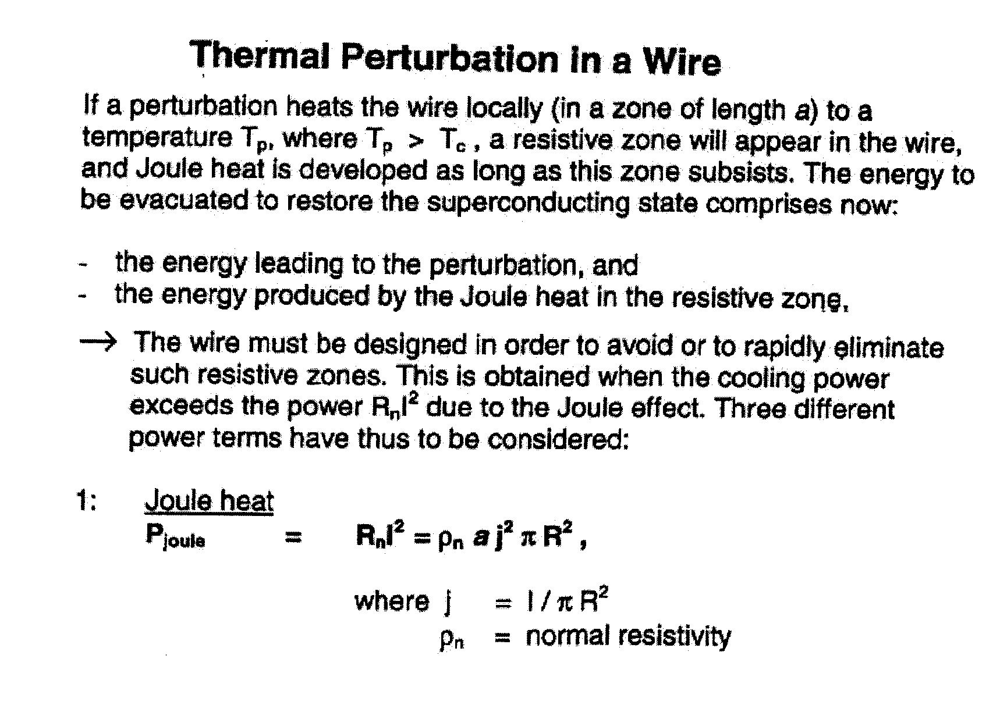 Thermal Perturbation in a Wire
If a perturbation heats the wire locally (in a zone of length a) to a
temperature Tp, where Tp > Tc , a resistive zone will appear in the wire,
and Joule heat is developed as long as this zone subsists. The energy to
be evacuated to restore the superconducting state comprises now:
- the energy leading to the perturbation, and
- the energy produced by the Joule heat in the resistive zone.
→ The wire must be designed in order to avoid or to rapidly eliminate
such resistive zones. This is obtained when the cooling power
exceeds the power RnI² due to the Joule effect. Three different
power terms have thus to be considered:
1: Joule heat
Pjoule = RnI² = ρn a j² π R² ,
where j = I / π R²
ρn = normal resistivity